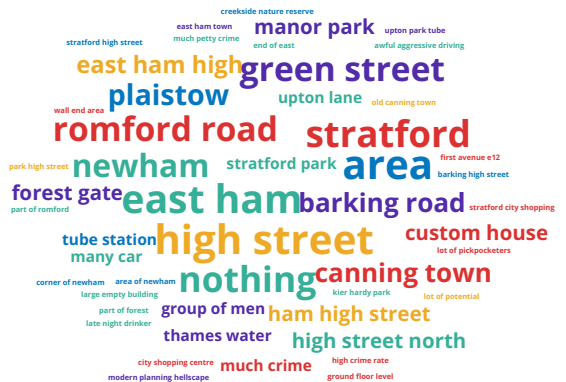 creekside nature reserve
east ham town
manor park
upton park tube
stratford high street
much petty crime
end of east
awful aggressive driving
east ham high
green street
plaistow
upton lane
old canning town
wall end area
romford road
stratford
park high street
newham
stratford park
area
first avenue e12
barking high street
forest gate
east ham
barking road
stratford city shopping
part of romford
tube station
high street
custom house
many car
lot of pickpocketers
nothing
canning town
corner of newham
area of newham
large empty building
kier hardy park
lot of potential
part of forest
group of men
ham high street
late night drinker
thames water
high street north
city shopping centre
much crime
high crime rate
modern planning hellscape
ground floor level